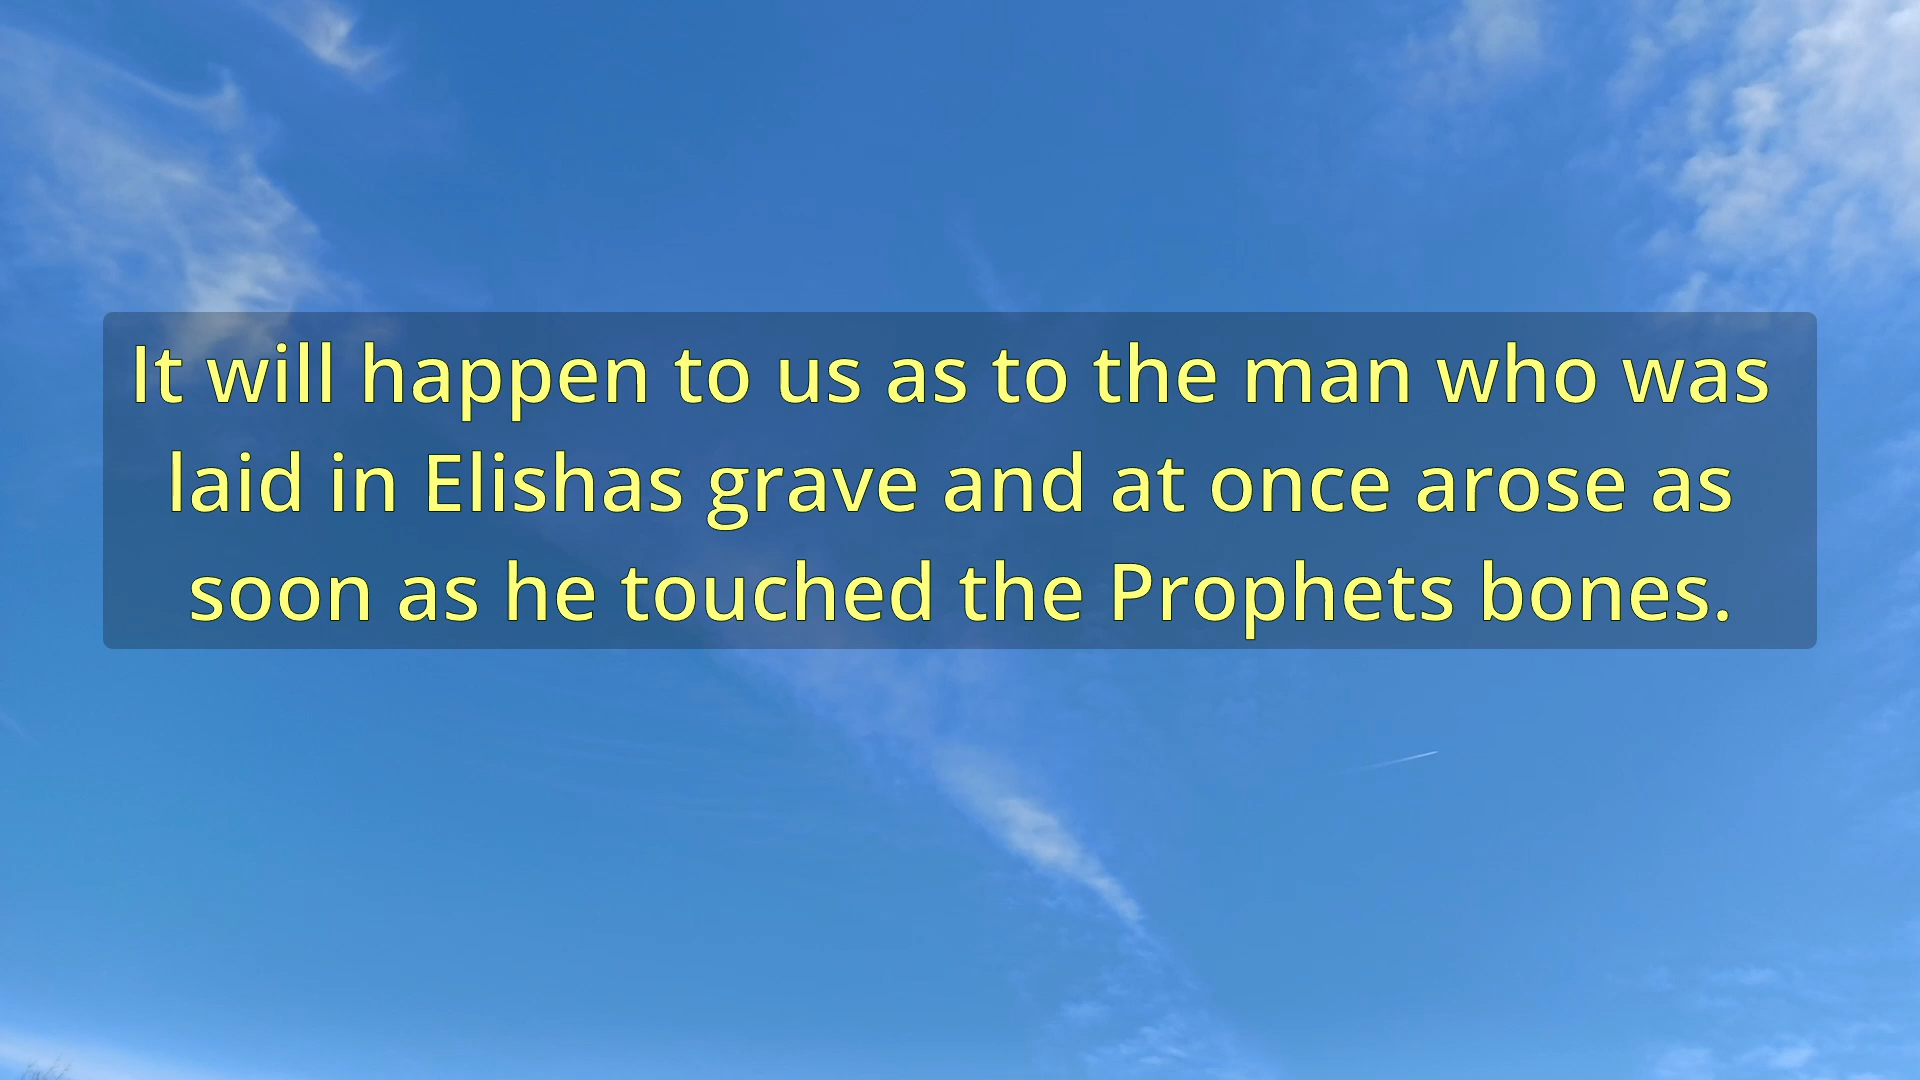 It will happen to us as to the man who was
laid in Elishas grave and at once arose as
soon as he touched the Prophets bones.